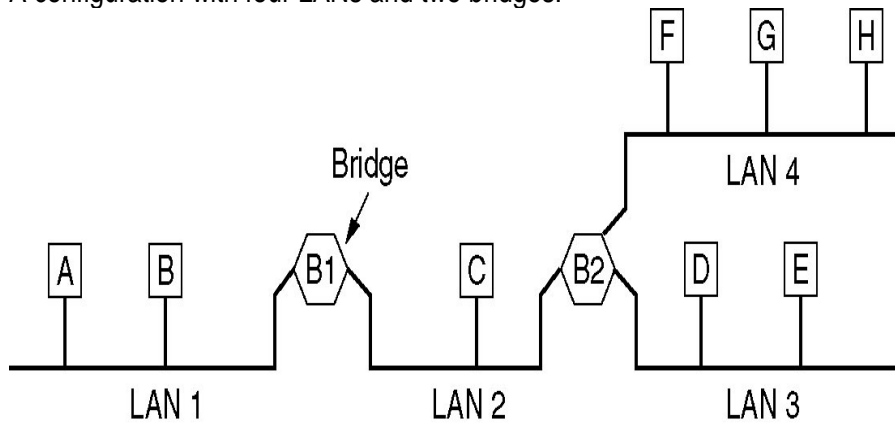 A configuration with four LANs and two bridges.
F G H
LAN 4
Bridge
A B B1 C B2 D E
LAN 1 LAN 2 LAN 3